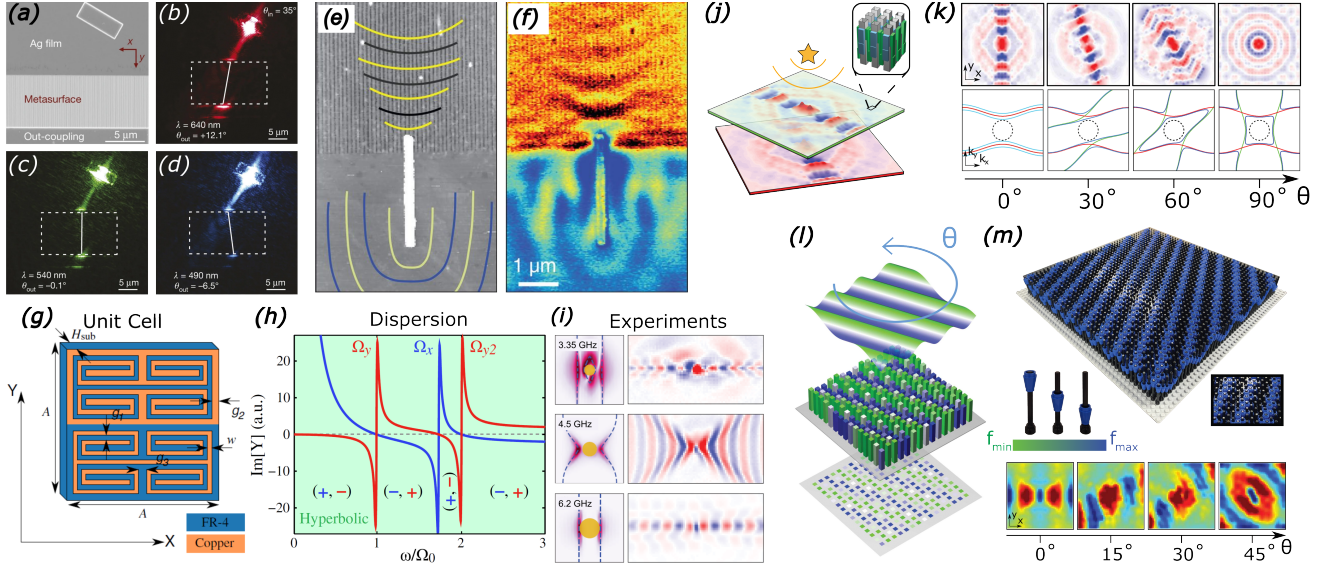 (a)
Ag film
x
y
Metasurface
Out-coupling
5 μm
(b)
θin = 35°
λ = 640 nm
θout = +12.1°
5 μm
(c)
λ = 540 nm
θout = −0.1°
5 μm
(d)
λ = 490 nm
θout = −6.5°
5 μm
(e)
(f)
1 μm
(g) Unit Cell
Hsub
A
g1
g2
w
g3
A
Y
X
FR-4
Copper
(h) Dispersion
Im[Y] (a.u.)
20
10
0
−10
−20
Ωy Ωx Ωy2
(+, −) (−, +) (+, −) (−, +)
Hyperbolic
0 1 2 3
ω/Ω0
(i) Experiments
3.35 GHz
4.5 GHz
6.2 GHz
(j)
(k)
y
x
ky
kx
0° 30° 60° 90° θ
(l)
θ
(m)
fmin fmax
y
x
0° 15° 30° 45° θ